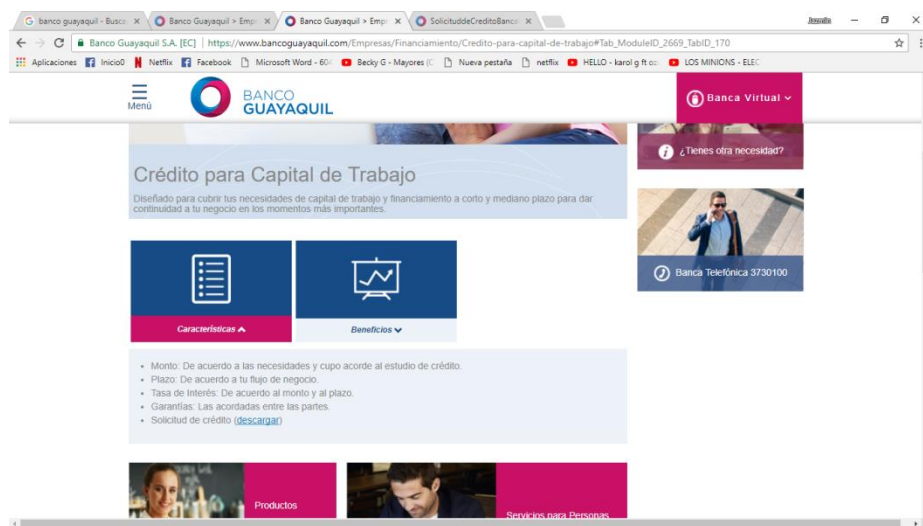 banco guayaquil - Busca
Banco Guayaquil > Empr
Banco Guayaquil > Empr
SolicituddeCreditoBanco
Jazmin
Banco Guayaquil S.A. [EC] | https://www.bancoguayaquil.com/Empresas/Financiamiento/Credito-para-capital-de-trabajo#Tab_ModuleID_2669_TabID_170
Aplicaciones Inicio0 Netflix Facebook Microsoft Word - 60 Becky G - Mayores (C Nueva pestaña netflix HELLO - karol g ft oz LOS MINIONS - ELEC
Menú
BANCO
GUAYAQUIL
Banca Virtual
¿Tienes otra necesidad?
Crédito para Capital de Trabajo
Diseñado para cubrir tus necesidades de capital de trabajo y financiamiento a corto y mediano plazo para dar
continuidad a tu negocio en los momentos más importantes.
Banca Telefónica 3730100
Características
Beneficios
• Monto: De acuerdo a las necesidades y cupo acorde al estudio de crédito.
• Plazo: De acuerdo a tu flujo de negocio.
• Tasa de Interés: De acuerdo al monto y al plazo.
• Garantías: Las acordadas entre las partes.
• Solicitud de crédito (descargar)
Productos
Servicios para Personas